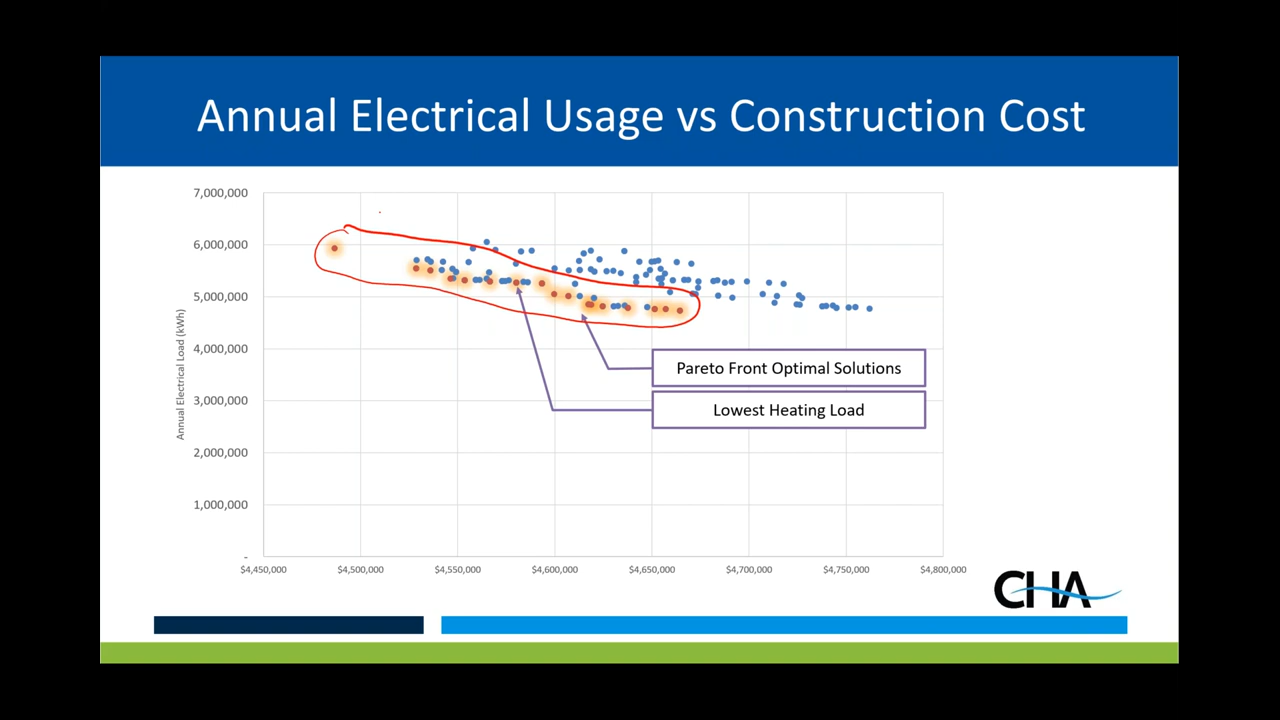 Annual Electrical Usage vs Construction Cost
7,000,000
6,000,000
5,000,000
4,000,000
3,000,000
2,000,000
1,000,000
-
Annual Electrical Load (kWh)
Pareto Front Optimal Solutions
Lowest Heating Load
$4,450,000 $4,500,000 $4,550,000 $4,600,000 $4,650,000 $4,700,000 $4,750,000 $4,800,000
CHA